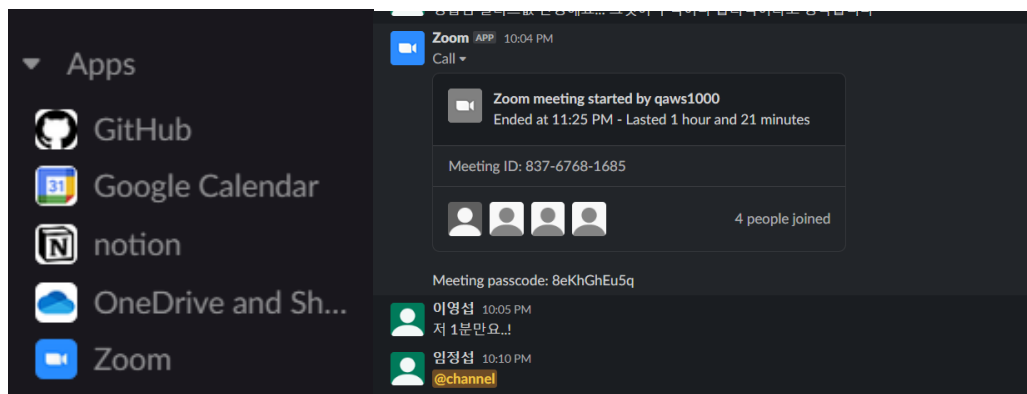 Apps
GitHub
Google Calendar
notion
OneDrive and Sh...
Zoom
Zoom APP 10:04 PM
Call
Zoom meeting started by qaws1000
Ended at 11:25 PM - Lasted 1 hour and 21 minutes
Meeting ID: 837-6768-1685
4 people joined
Meeting passcode: 8eKhGhEu5q
이영섭 10:05 PM
저 1분만요..!
임정섭 10:10 PM
@channel